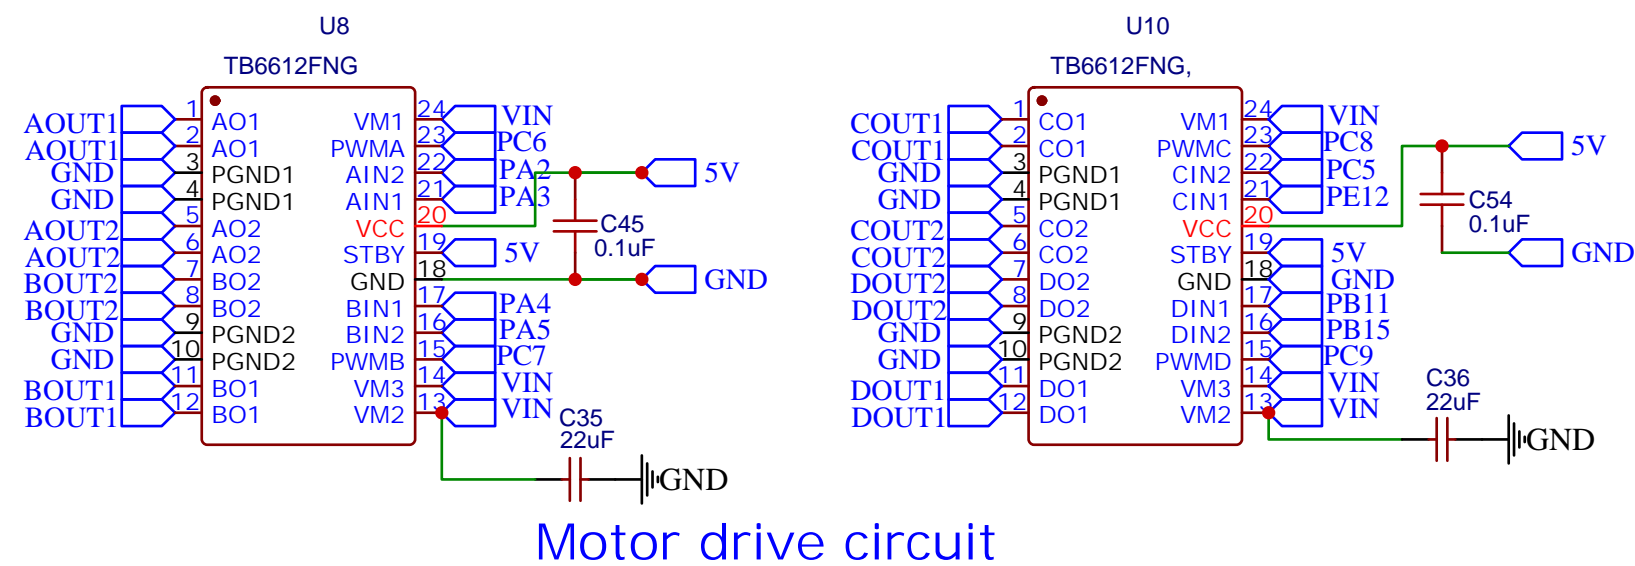 U8
TB6612FNG
AOUT1 1 AO1 VM1 24 VIN
AOUT1 2 AO1 PWMA 23 PC6
GND 3 PGND1 AIN2 22 PA2 5V
GND 4 PGND1 AIN1 21 PA3
AOUT2 5 AO2 VCC 20 C45
AOUT2 6 AO2 STBY 19 5V 0.1uF
BOUT2 7 BO2 GND 18 GND
BOUT2 8 BO2 BIN1 17 PA4
GND 9 PGND2 BIN2 16 PA5
GND 10 PGND2 PWMB 15 PC7
BOUT1 11 BO1 VM3 14 VIN
BOUT1 12 BO1 VM2 13 VIN
C35
22uF
GND
U10
TB6612FNG,
COUT1 1 CO1 VM1 24 VIN
COUT1 2 CO1 PWMC 23 PC8 5V
GND 3 PGND1 CIN2 22 PC5
GND 4 PGND1 CIN1 21 PE12 C54
COUT2 5 CO2 VCC 20 0.1uF
COUT2 6 CO2 STBY 19 5V GND
DOUT2 7 DO2 GND 18 GND
DOUT2 8 DO2 DIN1 17 PB11
GND 9 PGND2 DIN2 16 PB15
GND 10 PGND2 PWMD 15 PC9
DOUT1 11 DO1 VM3 14 VIN
DOUT1 12 DO1 VM2 13 VIN
C36
22uF
GND
Motor drive circuit